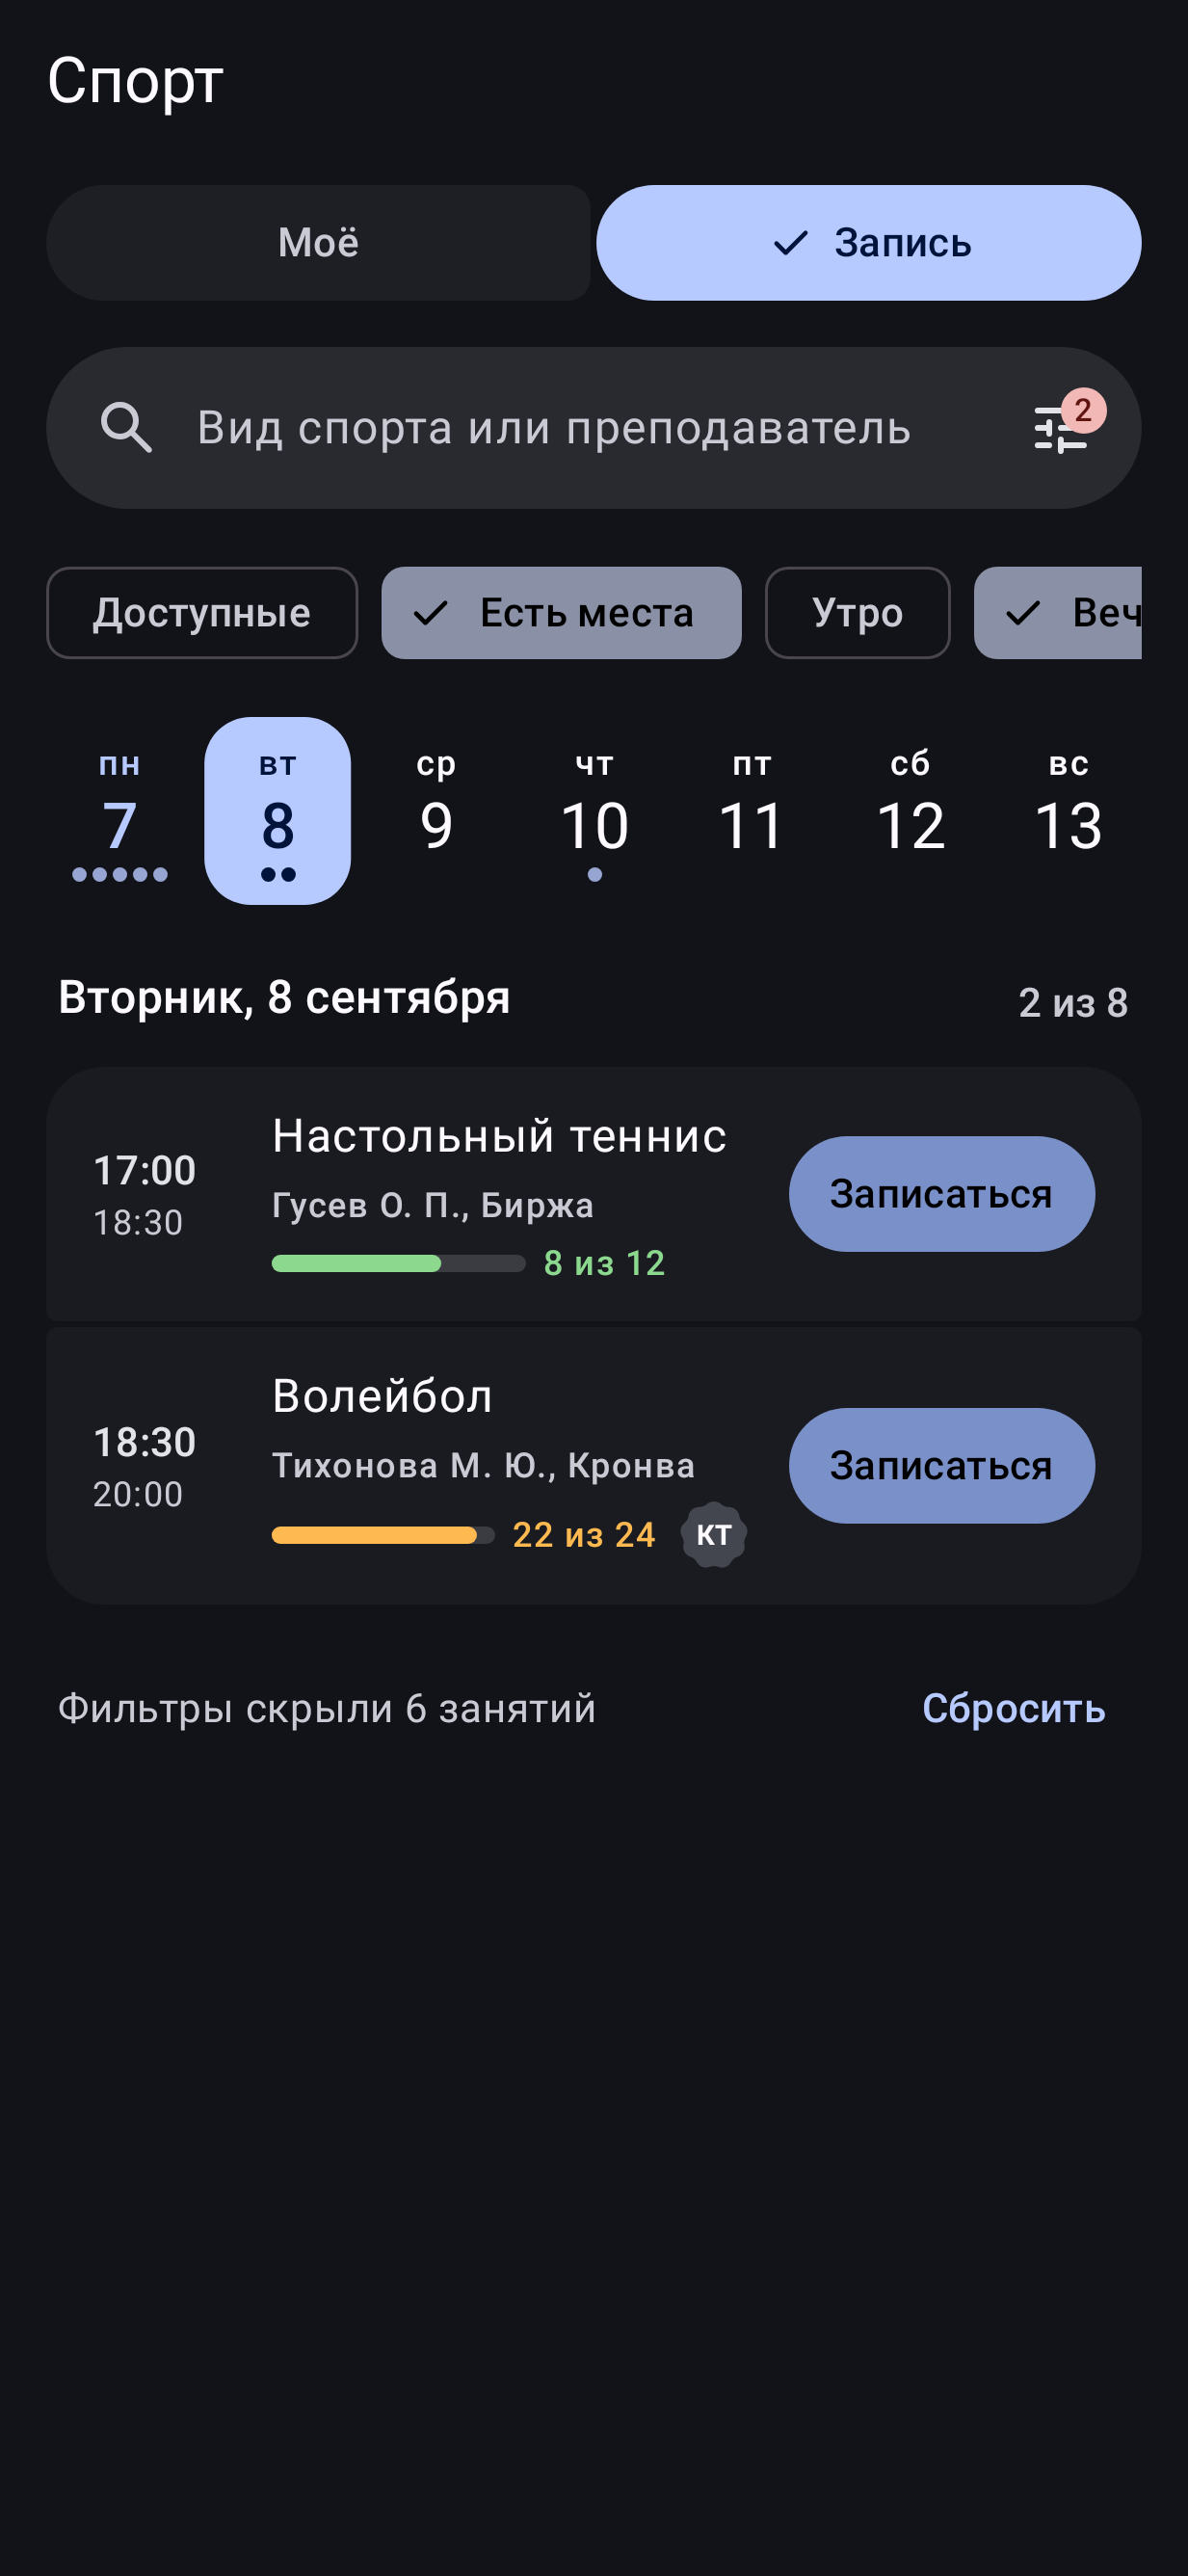 Спорт
Моё
Запись
Вид спорта или преподаватель
2
Доступные
Есть места
Утро
Веч
пн вт ср чт пт сб вс
7 8 9 10 11 12 13
Вторник, 8 сентября
2 из 8
Настольный теннис
17:00
18:30
Гусев О. П., Биржа
8 из 12
Записаться
Волейбол
18:30
20:00
Тихонова М. Ю., Кронва
22 из 24
КТ
Записаться
Фильтры скрыли 6 занятий
Сбросить